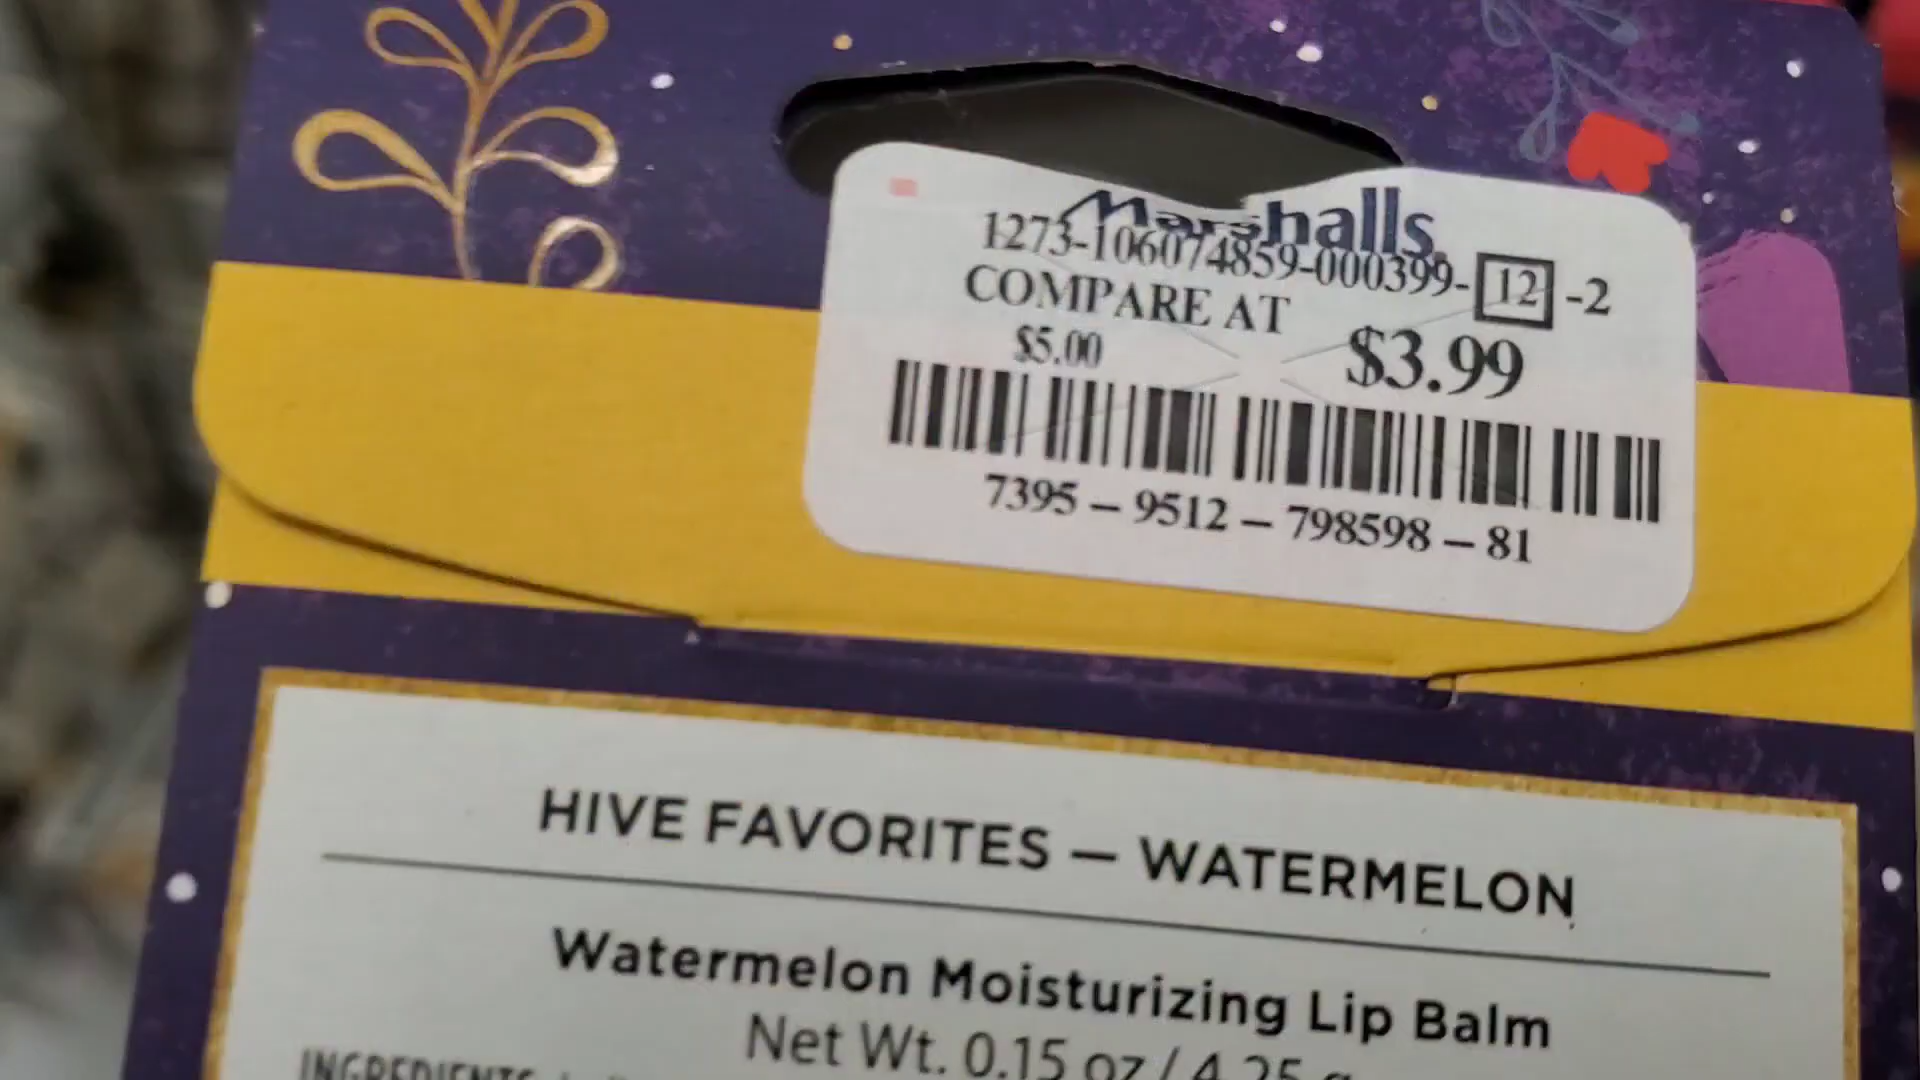 Marshalls.
1273-106074859-000399- 12 -2
COMPARE AT
$5.00
$3.99
7395 – 9512 – 798598 – 81
HIVE FAVORITES — WATERMELON
Watermelon Moisturizing Lip Balm
Net Wt. 0.15 oz / 4.25 g
INGREDIENTS